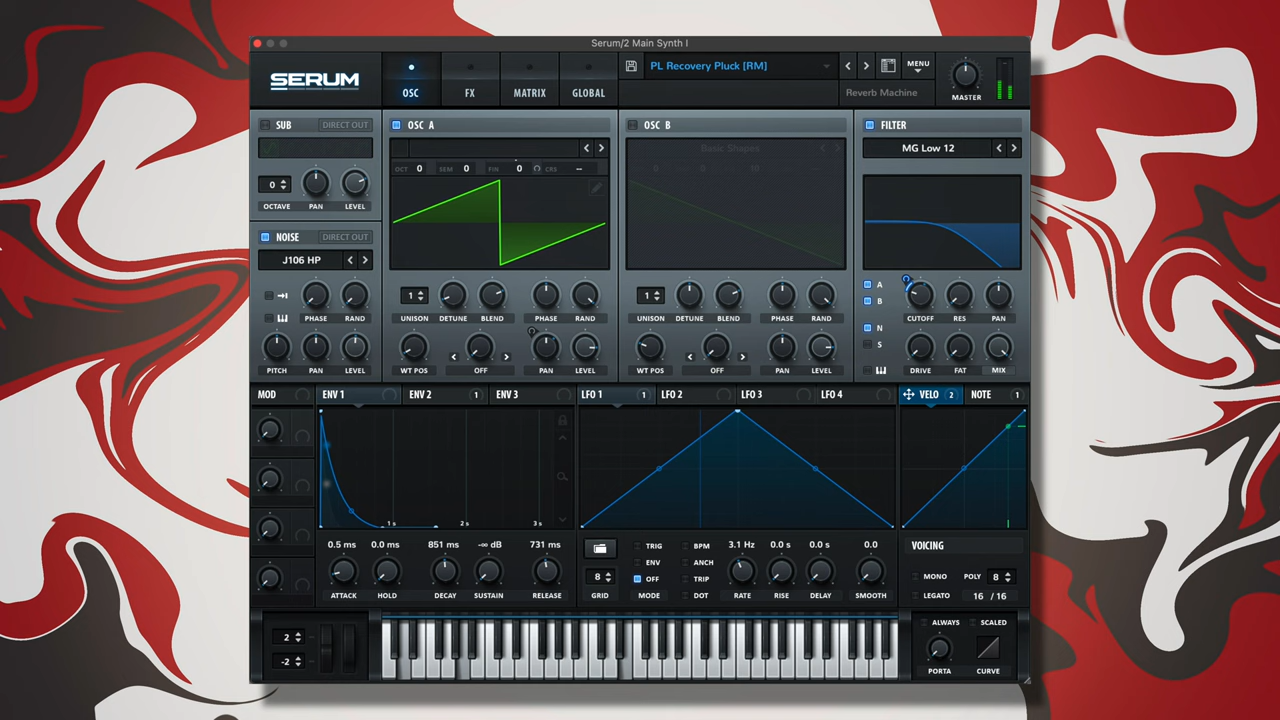 Serum/2 Main Synth I
SERUM
OSC
FX
MATRIX
GLOBAL
PL Recovery Pluck [RM]
MENU
Reverb Machine
MASTER
SUB
DIRECT OUT
0
OCTAVE
PAN
LEVEL
NOISE
DIRECT OUT
J106 HP
PHASE
RAND
PITCH
PAN
LEVEL
OSC A
OCT 0 SEM 0 FIN 0 CRS --
1
UNISON
DETUNE
BLEND
PHASE
RAND
WT POS
OFF
PAN
LEVEL
OSC B
Basic Shapes
1
UNISON
DETUNE
BLEND
PHASE
RAND
WT POS
OFF
PAN
LEVEL
FILTER
MG Low 12
A
B
N
S
CUTOFF
RES
PAN
DRIVE
FAT
MIX
MOD
ENV 1
ENV 2 1
ENV 3
LFO 1 1
LFO 2
LFO 3
LFO 4
VELO 2
NOTE 1
1 s
2 s
3 s
0.5 ms
0.0 ms
851 ms
-∞ dB
731 ms
ATTACK
HOLD
DECAY
SUSTAIN
RELEASE
8
GRID
TRIG
ENV
OFF
MODE
BPM
ANCH
TRIP
DOT
3.1 Hz
0.0 s
0.0 s
0.0
RATE
RISE
DELAY
SMOOTH
VOICING
MONO
POLY 8
LEGATO
16 / 16
2
-2
ALWAYS
SCALED
PORTA
CURVE